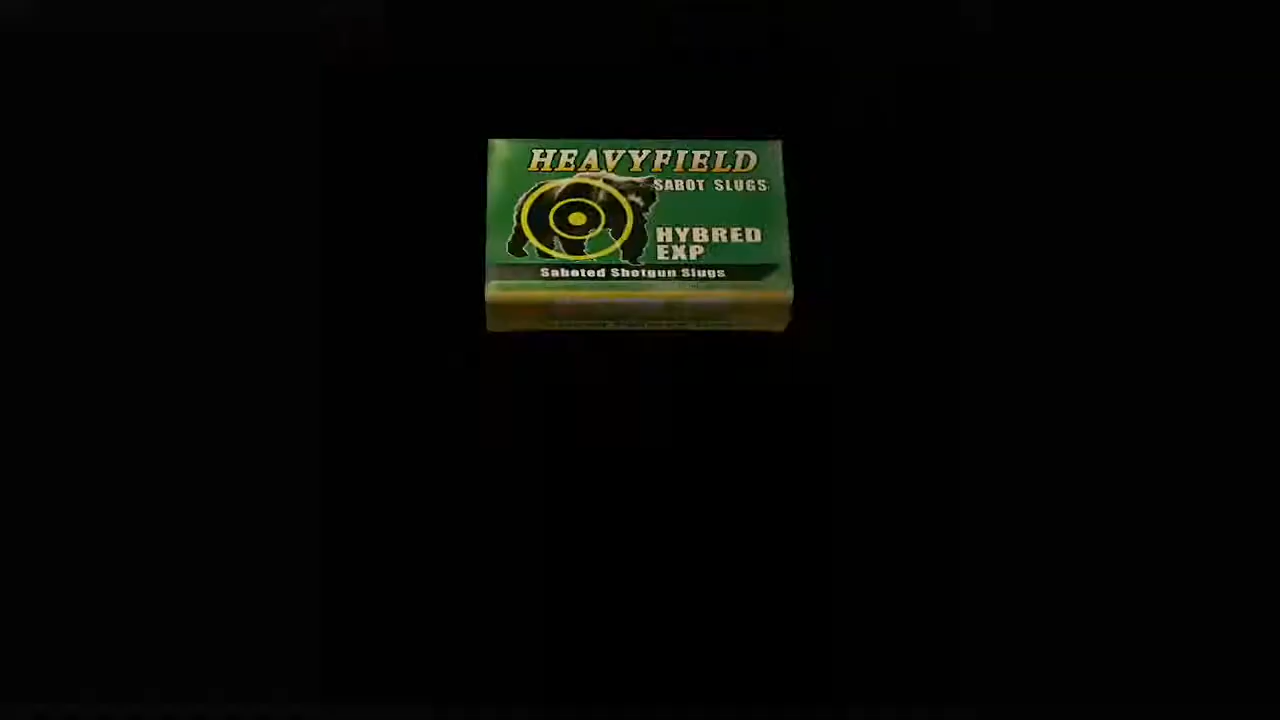 HEAVYFIELD
SABOT SLUGS
HYBRED
EXP
Saboted Shotgun Slugs